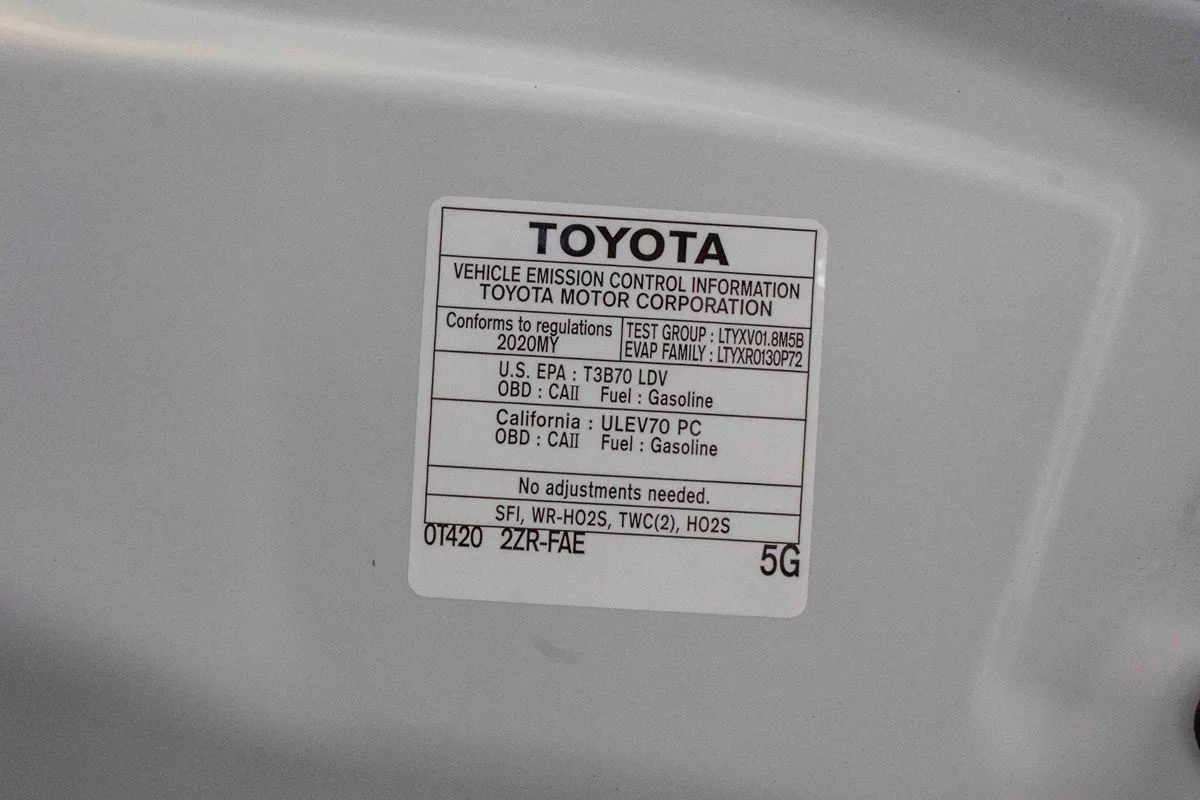 TOYOTA
VEHICLE EMISSION CONTROL INFORMATION
TOYOTA MOTOR CORPORATION
Conforms to regulations
2020MY
TEST GROUP : LTYXV01.8M5B
EVAP FAMILY : LTYXR0130P72
U.S. EPA : T3B70 LDV
OBD : CAII Fuel : Gasoline
California : ULEV70 PC
OBD : CAII Fuel : Gasoline
No adjustments needed.
SFI, WR-HO2S, TWC(2), HO2S
0T420 2ZR-FAE
5G